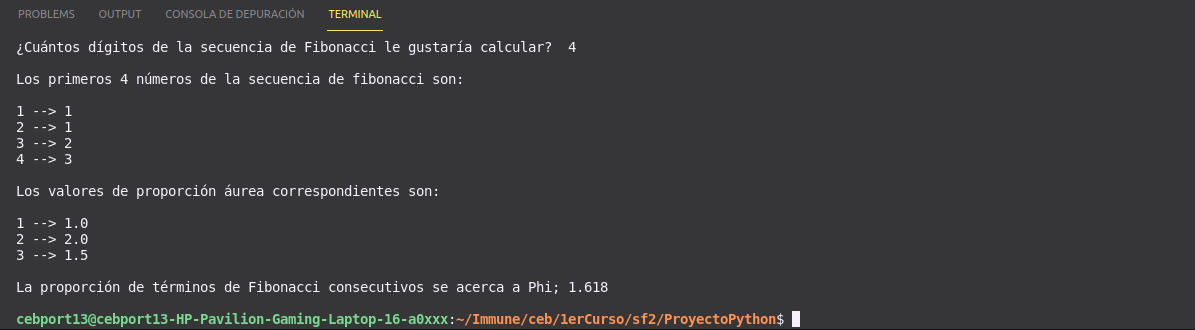 PROBLEMS OUTPUT CONSOLA DE DEPURACIÓN TERMINAL
¿Cuántos dígitos de la secuencia de Fibonacci le gustaría calcular?  4
Los primeros 4 números de la secuencia de fibonacci son:
1 --> 1
2 --> 1
3 --> 2
4 --> 3
Los valores de proporción áurea correspondientes son:
1 --> 1.0
2 --> 2.0
3 --> 1.5
La proporción de términos de Fibonacci consecutivos se acerca a Phi; 1.618
cebport13@cebport13-HP-Pavilion-Gaming-Laptop-16-a0xxx:~/Immune/ceb/1erCurso/sf2/ProyectoPython$